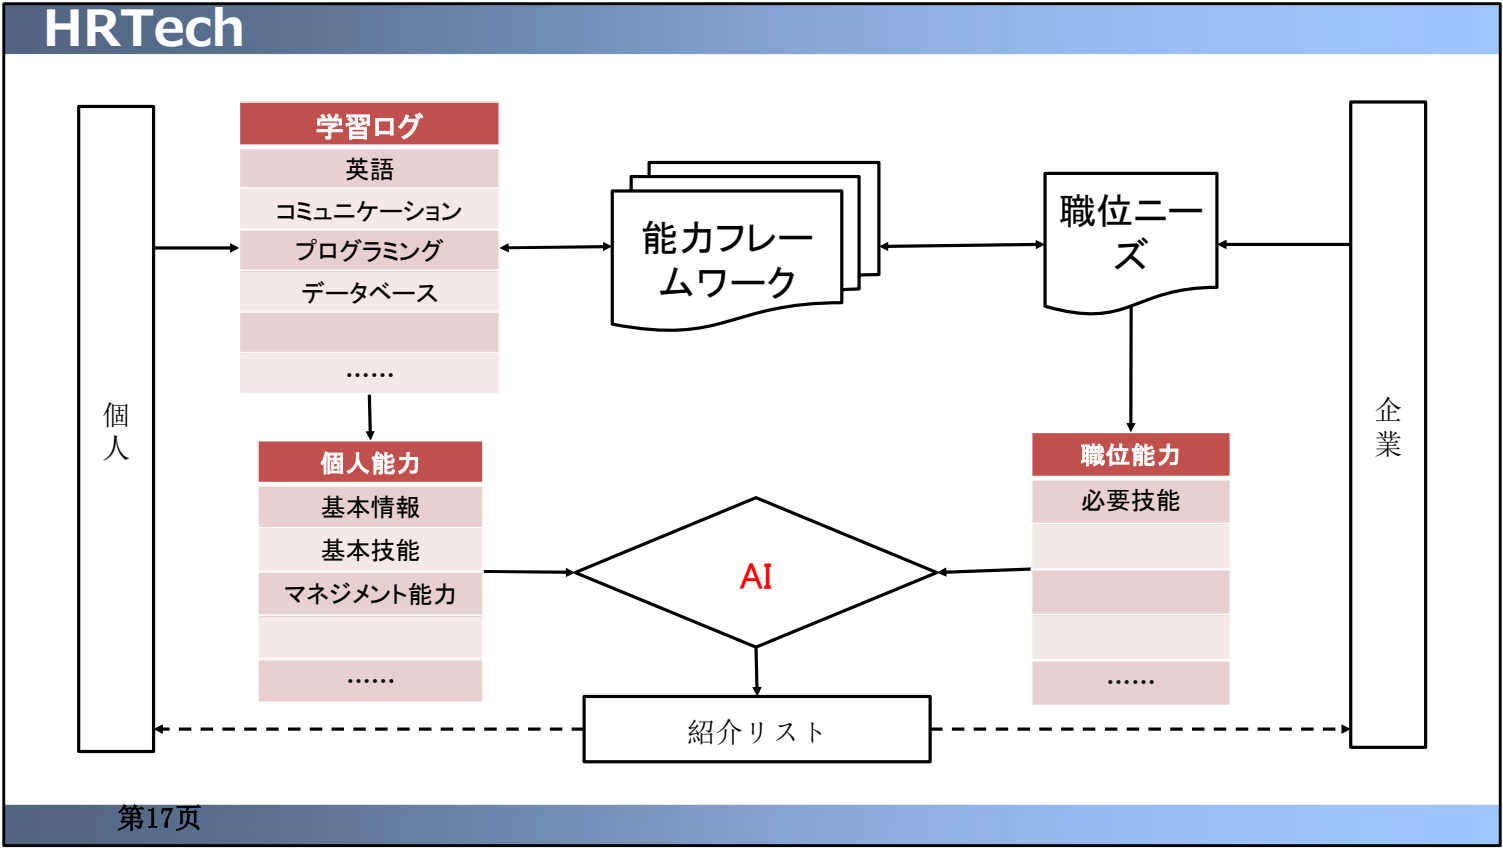 HRTech
個
人
学習ログ
英語
コミュニケーション
プログラミング
データベース
……
能力フレー
ムワーク
職位ニー
ズ
企
業
個人能力
基本情報
基本技能
マネジメント能力
……
AI
職位能力
必要技能
……
紹介リスト
第17页